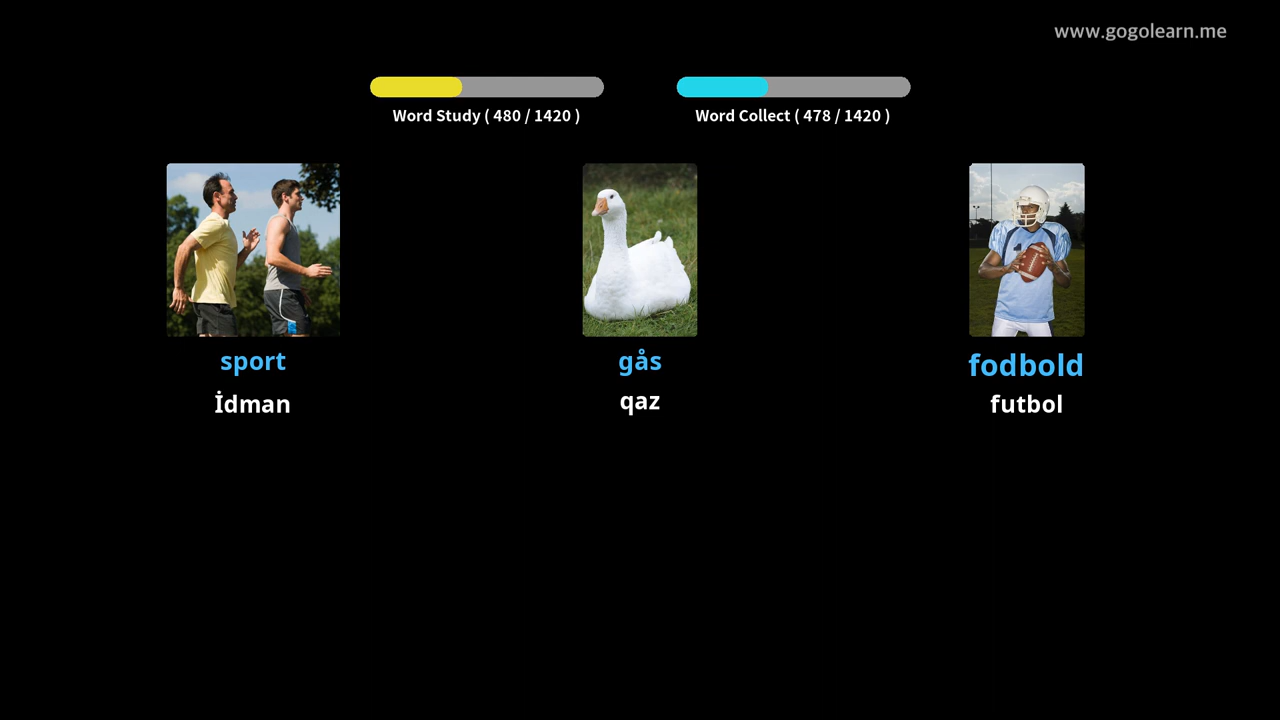 www.gogolearn.me
Word Study ( 480 / 1420 )
Word Collect ( 478 / 1420 )
sport
gås
fodbold
İdman
qaz
futbol